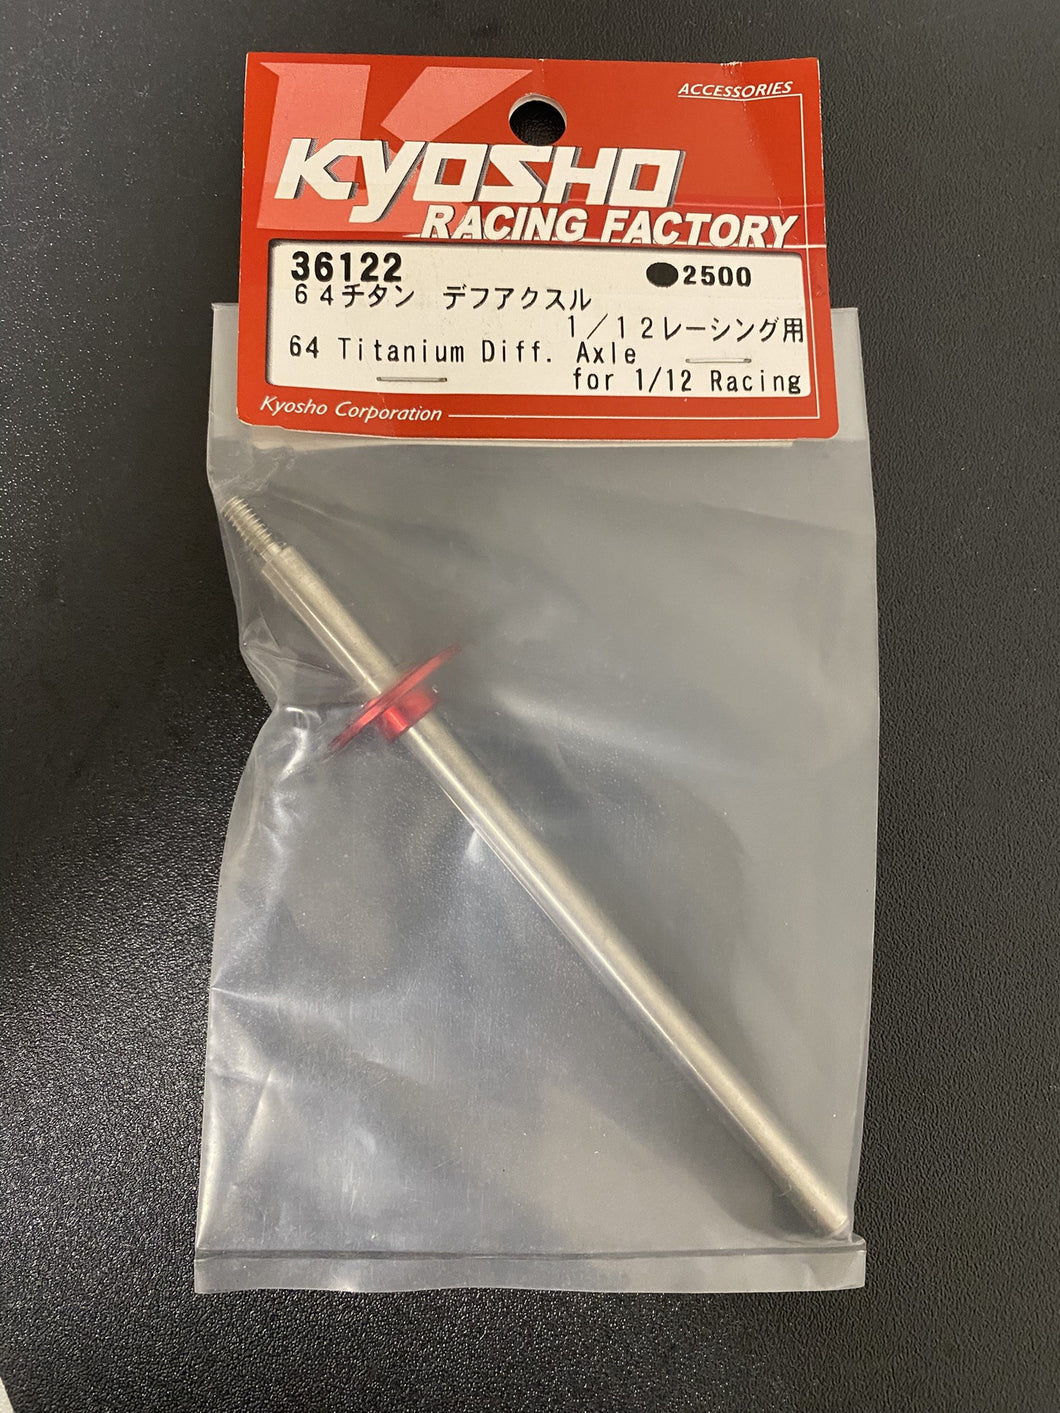 ACCESSORIES
KYOSHO
RACING FACTORY
36122 ●2500
６４チタン　デフアクスル
１／１２レーシング用
64 Titanium Diff. Axle
for 1/12 Racing
Kyosho Corporation